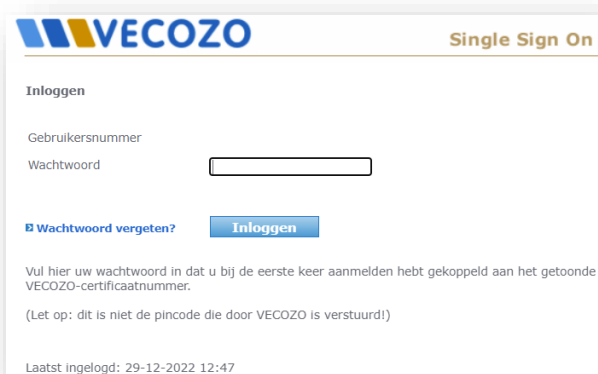 VECOZO
Single Sign On
Inloggen
Gebruikersnummer
Wachtwoord
Wachtwoord vergeten? Inloggen
Vul hier uw wachtwoord in dat u bij de eerste keer aanmelden hebt gekoppeld aan het getoonde
VECOZO-certificaatnummer.
(Let op: dit is niet de pincode die door VECOZO is verstuurd!)
Laatst ingelogd: 29-12-2022 12:47